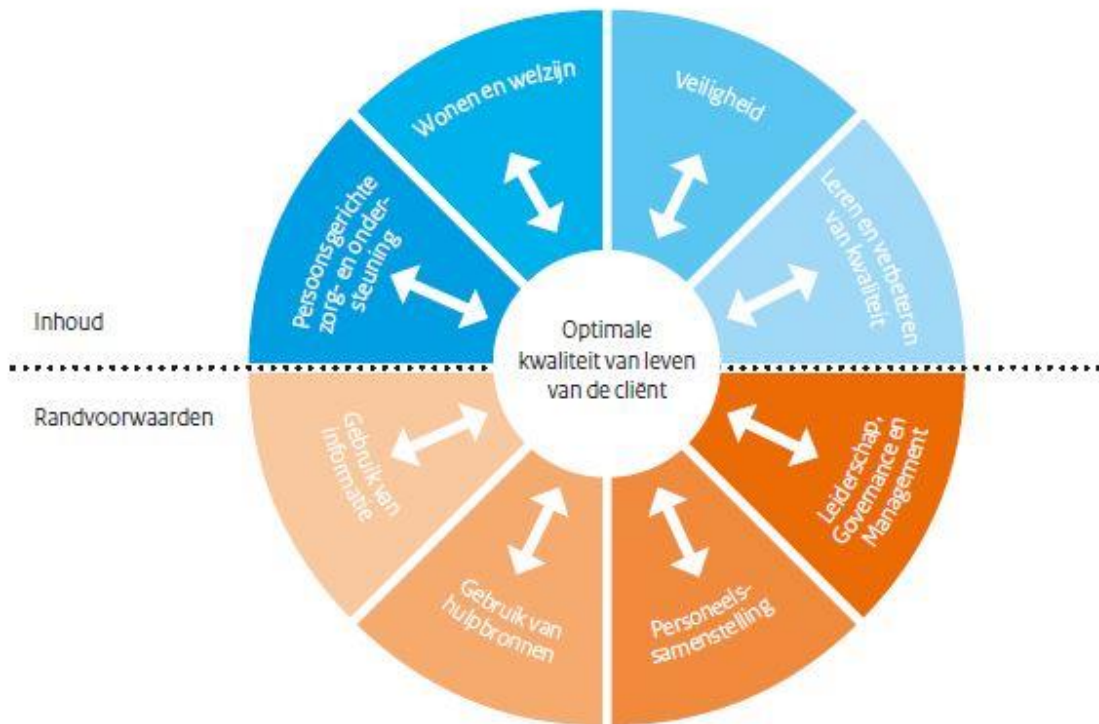 Wonen en welzijn
Veiligheid
Persoonsgerichte
zorg- en onder-
steuning
Leren en verbeteren
van kwaliteit
Inhoud
Optimale
kwaliteit van leven
van de cliënt
Randvoorwaarden
Gebruik van
informatie
Leiderschap,
Governance en
Management
Gebruik van
hulpbronnen
Personeels-
samenstelling